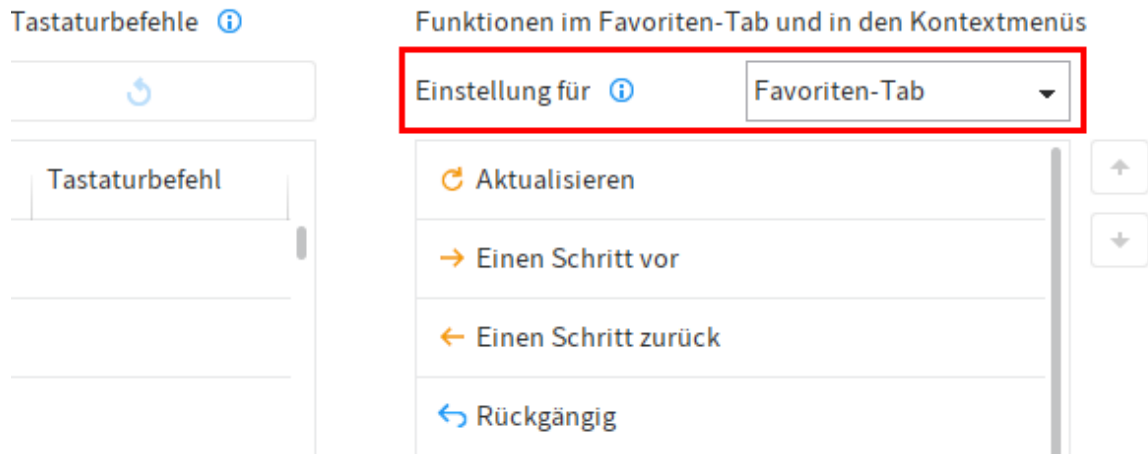 Tastaturbefehle
Funktionen im Favoriten-Tab und in den Kontextmenüs
Einstellung für
Favoriten-Tab
Tastaturbefehl
Aktualisieren
Einen Schritt vor
Einen Schritt zurück
Rückgängig